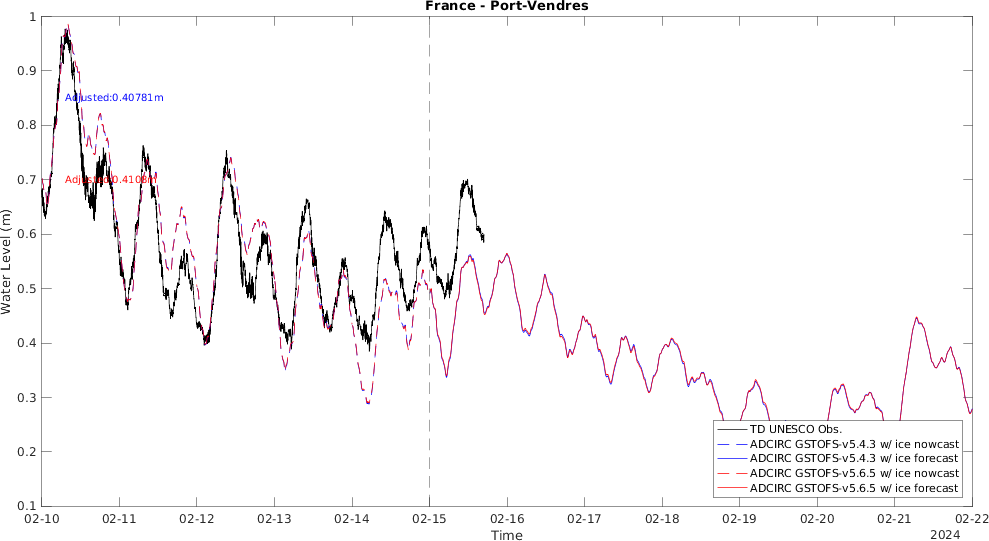 France - Port-Vendres
Water Level (m)
1
0.9
0.8
0.7
0.6
0.5
0.4
0.3
0.2
0.1
Adjusted:0.40781m
Adjusted:0.4108m
TD UNESCO Obs.
ADCIRC GSTOFS-v5.4.3 w/ ice nowcast
ADCIRC GSTOFS-v5.4.3 w/ ice forecast
ADCIRC GSTOFS-v5.6.5 w/ ice nowcast
ADCIRC GSTOFS-v5.6.5 w/ ice forecast
02-10 02-11 02-12 02-13 02-14 02-15 02-16 02-17 02-18 02-19 02-20 02-21 02-22
Time
2024